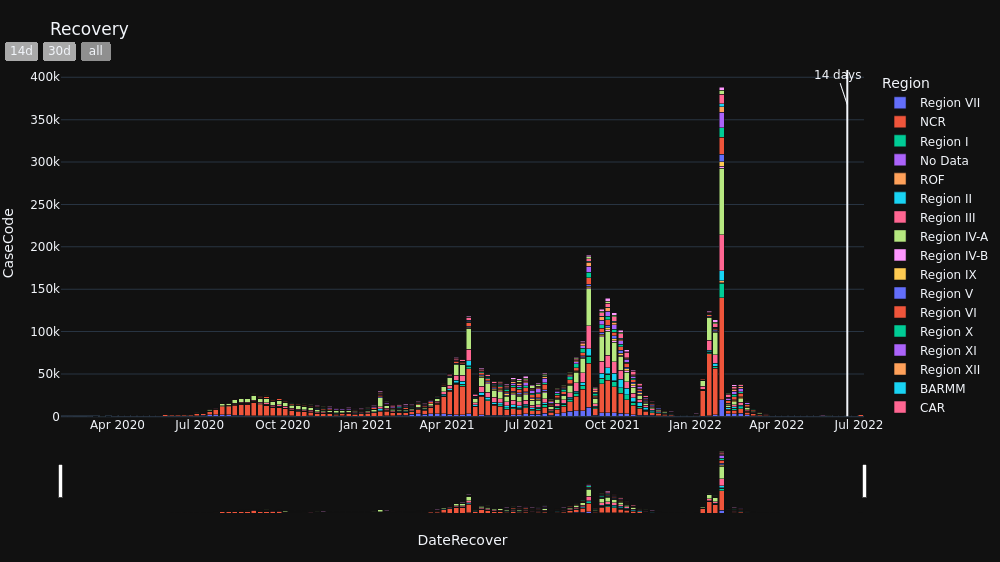 Recovery
14d 30d all
14 days
400k
350k
300k
250k
200k
150k
100k
50k
0
CaseCode
Apr 2020 Jul 2020 Oct 2020 Jan 2021 Apr 2021 Jul 2021 Oct 2021 Jan 2022 Apr 2022 Jul 2022
DateRecover
Region
Region VII
NCR
Region I
No Data
ROF
Region II
Region III
Region IV-A
Region IV-B
Region IX
Region V
Region VI
Region X
Region XI
Region XII
BARMM
CAR